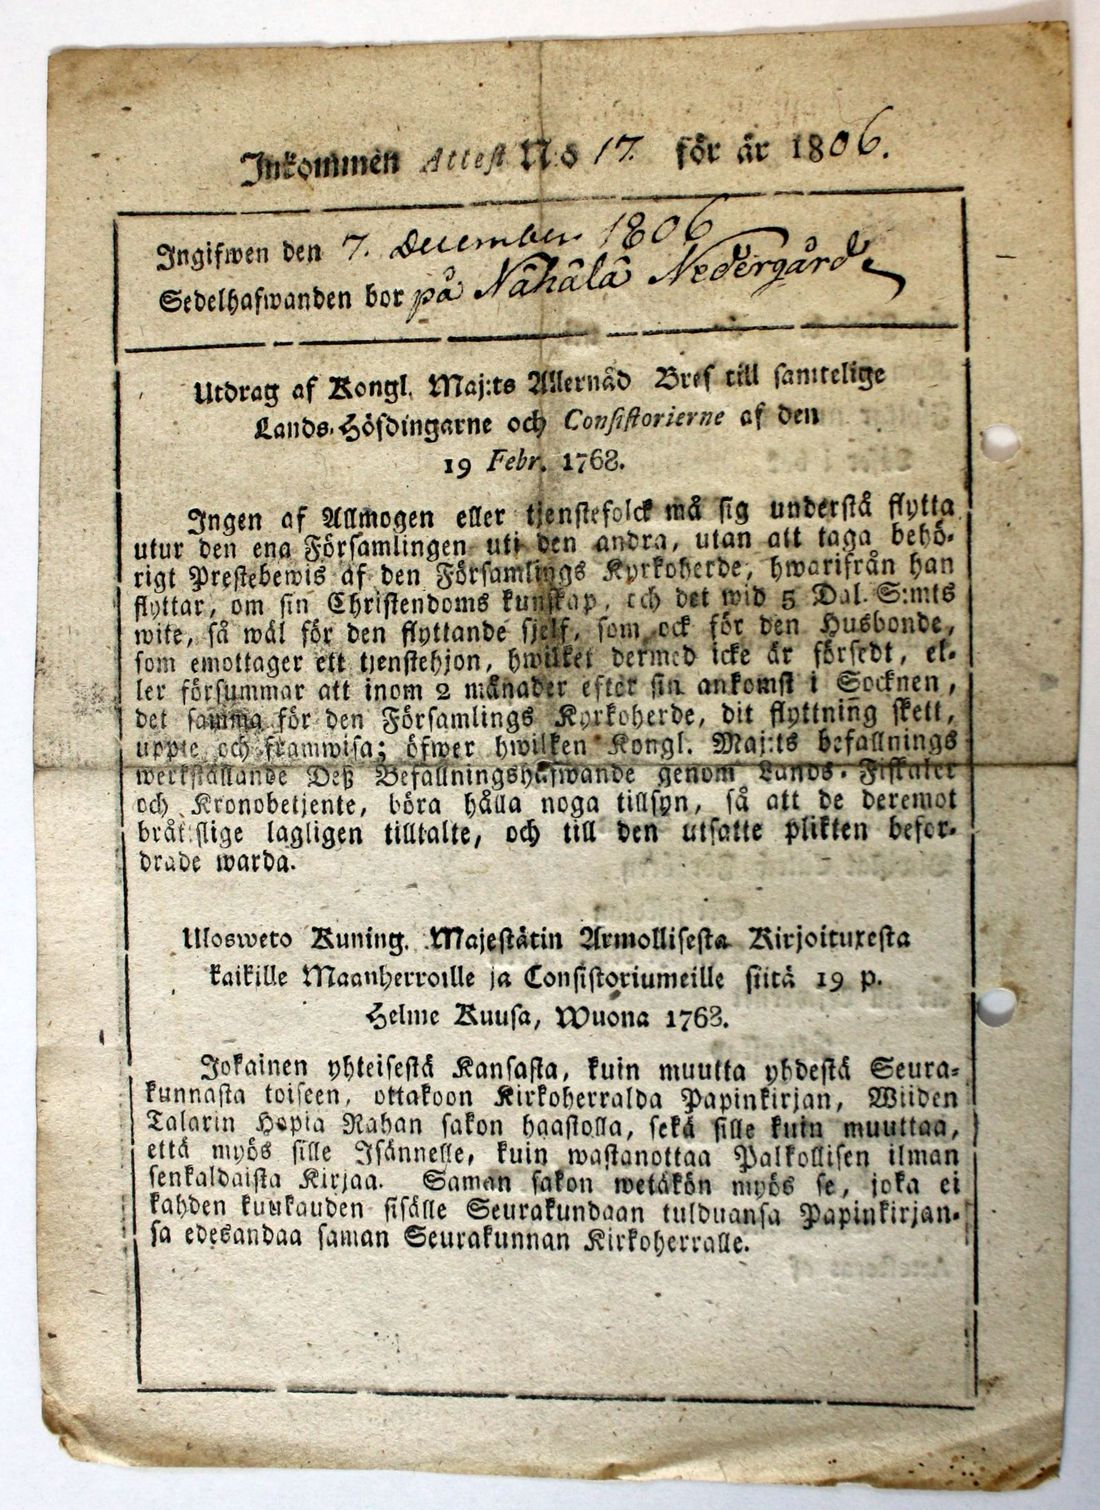 Inkommen Attest N:o 17. för år 1806.
Ingifwen den 7. December 1806
Sedelhafwanden bor på Nâhâlâ Nedergård
Utdrag af Kongl. Maj:ts Allernåd Bref till samtelige
Lands-Höfdingarne och Consistorierne af den
19 Febr. 1768.
Ingen af Allmogen eller tjenstefolck må sig understå flytta
utur den ena Församlingen uti den andra, utan att taga behö-
rigt Prestebewis af den Församlings Kyrkoherde, hwarifrån han
flyttar, om sin Christendoms kunskap, och det wid 5 Dal. S:mts
wite, så wäl för den flyttande sjelf, som ock för den Husbonde,
som emottager ett tjenstehjon, hwilket dermed icke är försedt, el-
ler försummar att inom 2 månader efter sin ankomst i Socknen,
det samma för den Församlings Kyrkoherde, dit flyttning skett,
uppte och framwisa; öfwer hwilken Kongl. Maj:ts befallnings
werkställande Deß Befallningshafwande genom Lands-Fiskaler
och Kronobetjente, böra hålla noga tillsyn, så att de deremot
bråtslige lagligen tilltalte, och till den utsatte plikten befor-
drade warda.
Ulosweto Kuning. Majestätin Armollisesta Kirjoituxesta
kaikille Maanherroille ja Consistoriumeille siitä 19 p.
Helme Kuusa, Wuona 1768.
Jokainen yhteisestä Kansasta, kuin muutta yhdestä Seura-
kunnasta toiseen, ottakoon Kirkoherralda Papinkirjan, Wiiden
Talarin Hopia Rahan sakon haastolla, sekä sille kuin muuttaa,
että myös sille Isännelle, kuin wastanottaa Palkollisen ilman
senkaldaista Kirjaa. Saman sakon wetäkön myös se, joka ei
kahden kuukauden sisälle Seurakundaan tulduansa Papinkirjan-
sa edesandaa saman Seurakunnan Kirkoherralle.